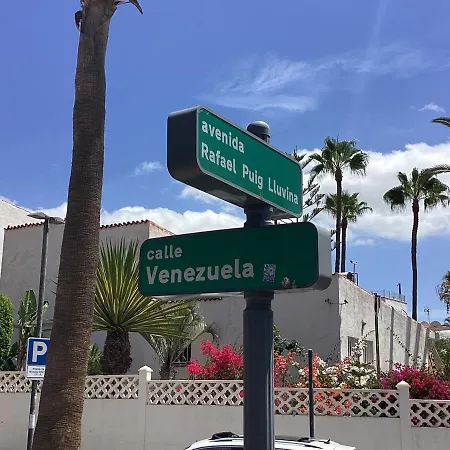 avenida
Rafael Puig Lluvina
calle
Venezuela
P